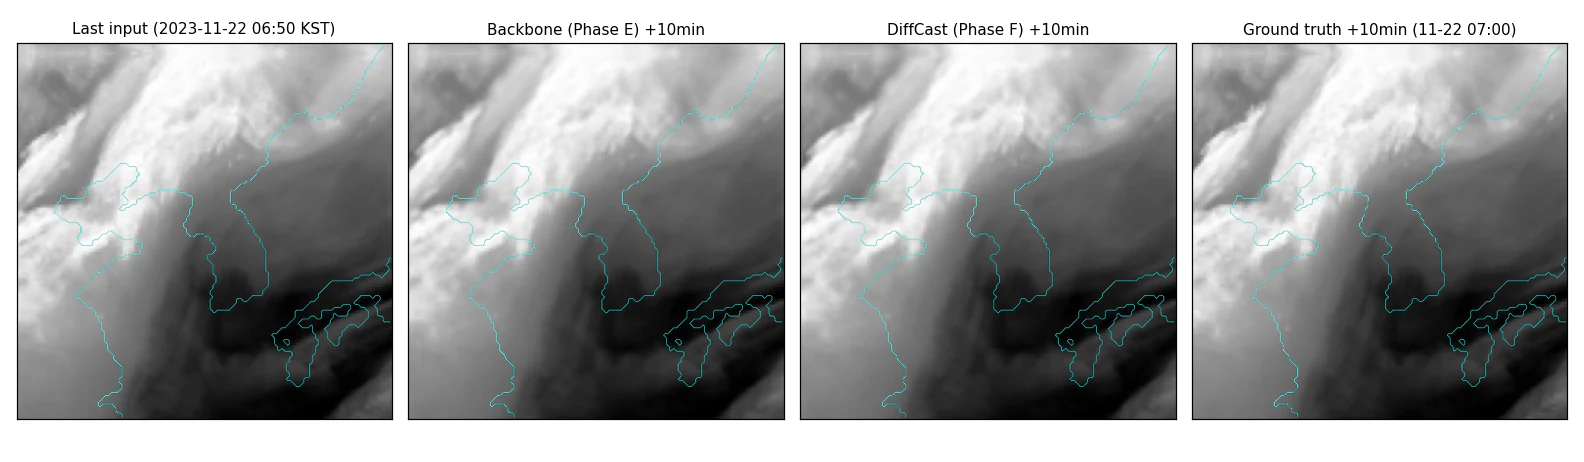 Last input (2023-11-22 06:50 KST)
Backbone (Phase E) +10min
DiffCast (Phase F) +10min
Ground truth +10min (11-22 07:00)